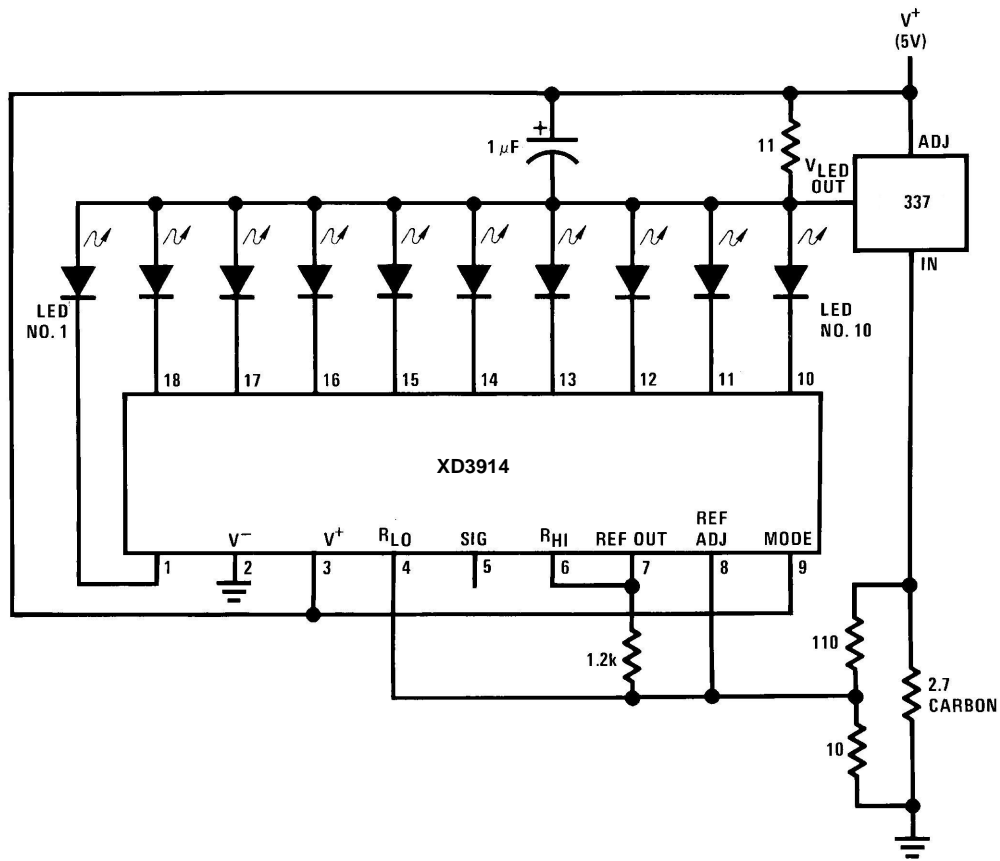 V+
(5V)
ADJ
+
1 μF
11
VLED
OUT
337
IN
LED
NO. 1
LED
NO. 10
18
17
16
15
14
13
12
11
10
XD3914
V−
V+
RLO
SIG
RHI
REF OUT
REF
ADJ
MODE
1
2
3
4
5
6
7
8
9
1.2k
110
2.7
CARBON
10